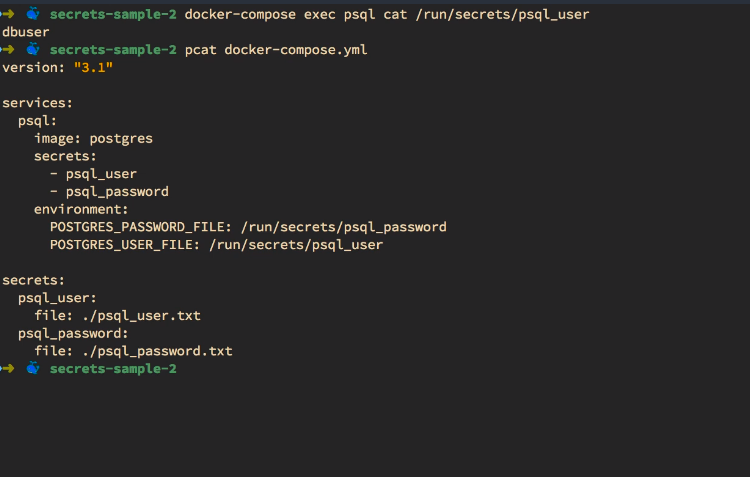 secrets-sample-2 docker-compose exec psql cat /run/secrets/psql_user
dbuser
secrets-sample-2 pcat docker-compose.yml
version: "3.1"
services:
psql:
image: postgres
secrets:
- psql_user
- psql_password
environment:
POSTGRES_PASSWORD_FILE: /run/secrets/psql_password
POSTGRES_USER_FILE: /run/secrets/psql_user
secrets:
psql_user:
file: ./psql_user.txt
psql_password:
file: ./psql_password.txt
secrets-sample-2